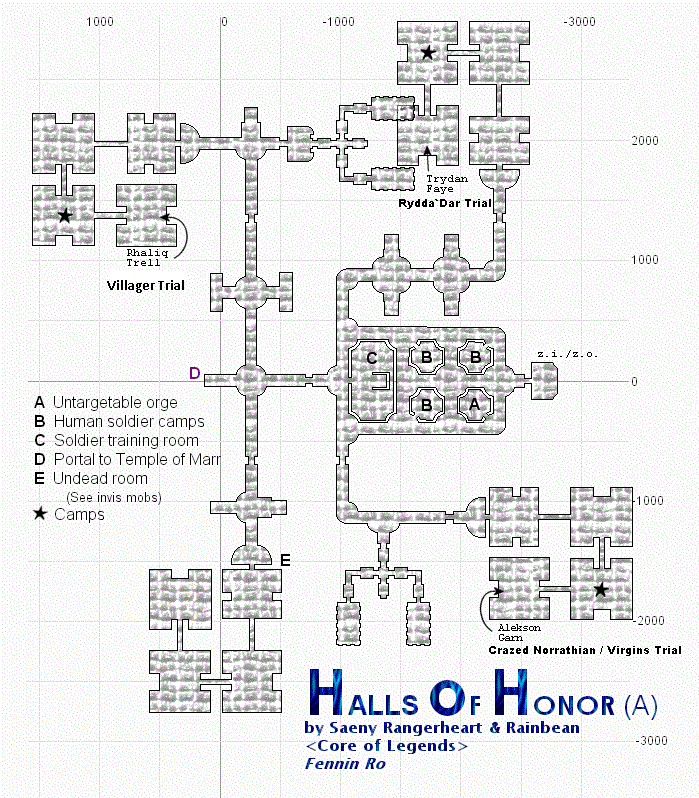 1000
0
-1000
-3000
2000
Trydan
Faye
Rydda`Dar Trial
Rhaliq
Trell
Villager Trial
1000
z.i./z.o.
C
B
B
D
0
B
A
A Untargetable orge
B Human soldier camps
C Soldier training room
D Portal to Temple of Marr
E Undead room
(See invis mobs)
★ Camps
-1000
E
-2000
Alekson
Garn
Crazed Norrathian / Virgins Trial
HALLS OF HONOR (A)
by Saeny Rangerheart & Rainbean
<Core of Legends>
Fennin Ro
-3000